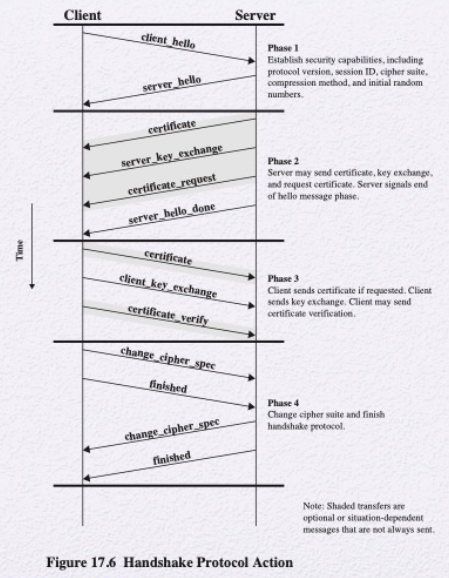 Client Server
client_hello
Phase 1
Establish security capabilities, including
protocol version, session ID, cipher suite,
compression method, and initial random
numbers.
server_hello
certificate
server_key_exchange
certificate_request
server_hello_done
Phase 2
Server may send certificate, key exchange,
and request certificate. Server signals end
of hello message phase.
Time
certificate
client_key_exchange
certificate_verify
Phase 3
Client sends certificate if requested. Client
sends key exchange. Client may send
certificate verification.
change_cipher_spec
finished
change_cipher_spec
finished
Phase 4
Change cipher suite and finish
handshake protocol.
Note: Shaded transfers are
optional or situation-dependent
messages that are not always sent.
Figure 17.6 Handshake Protocol Action